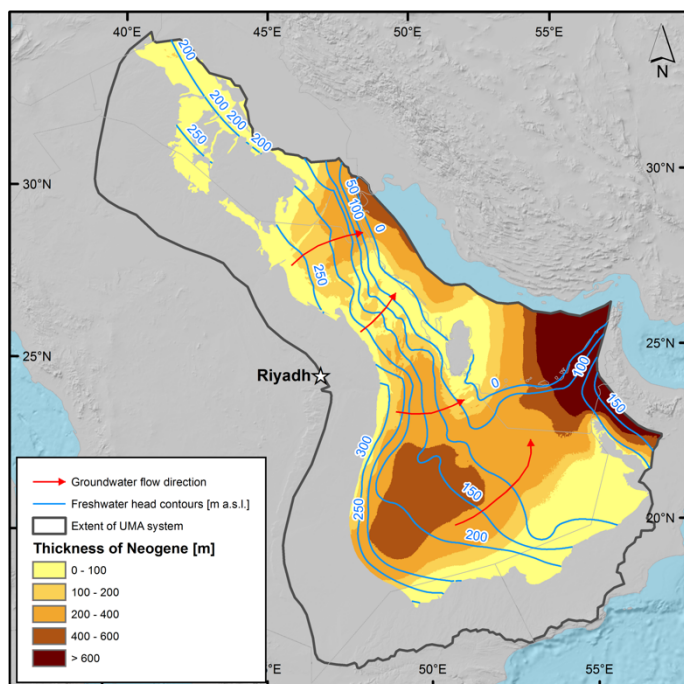 40°E 45°E 50°E 55°E
N
200
200
200
200
200
250
30°N 30°N
50
100
0
250
25°N 25°N
Riyadh
100
0
150
300
150
250
200
20°N
50°E 55°E
Groundwater flow direction
Freshwater head contours [m a.s.l.]
Extent of UMA system
Thickness of Neogene [m]
0 - 100
100 - 200
200 - 400
400 - 600
> 600